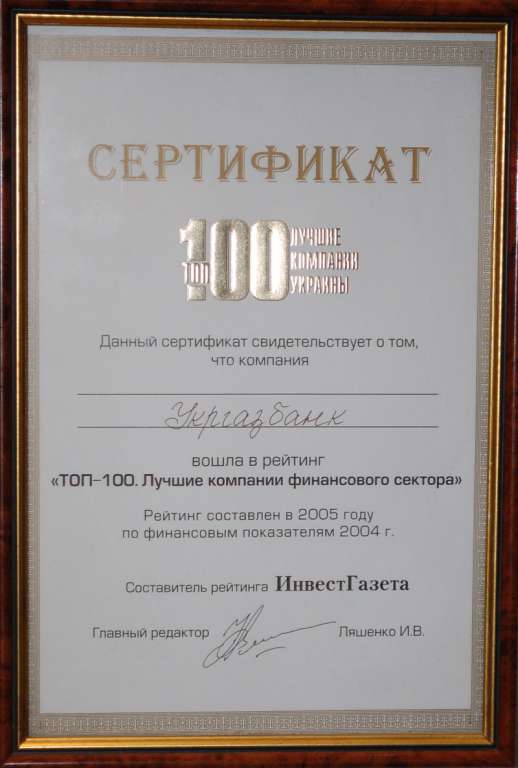 СЕРТИФИКАТ
ТОП 100 ЛУЧШИЕ
КОМПАНИИ
УКРАИНЫ
Данный сертификат свидетельствует о том,
что компания
Укргазбанк
вошла в рейтинг
«ТОП–100. Лучшие компании финансового сектора»
Рейтинг составлен в 2005 году
по финансовым показателям 2004 г.
Составитель рейтинга ИнвестГазета
Главный редактор Ляшенко И.В.